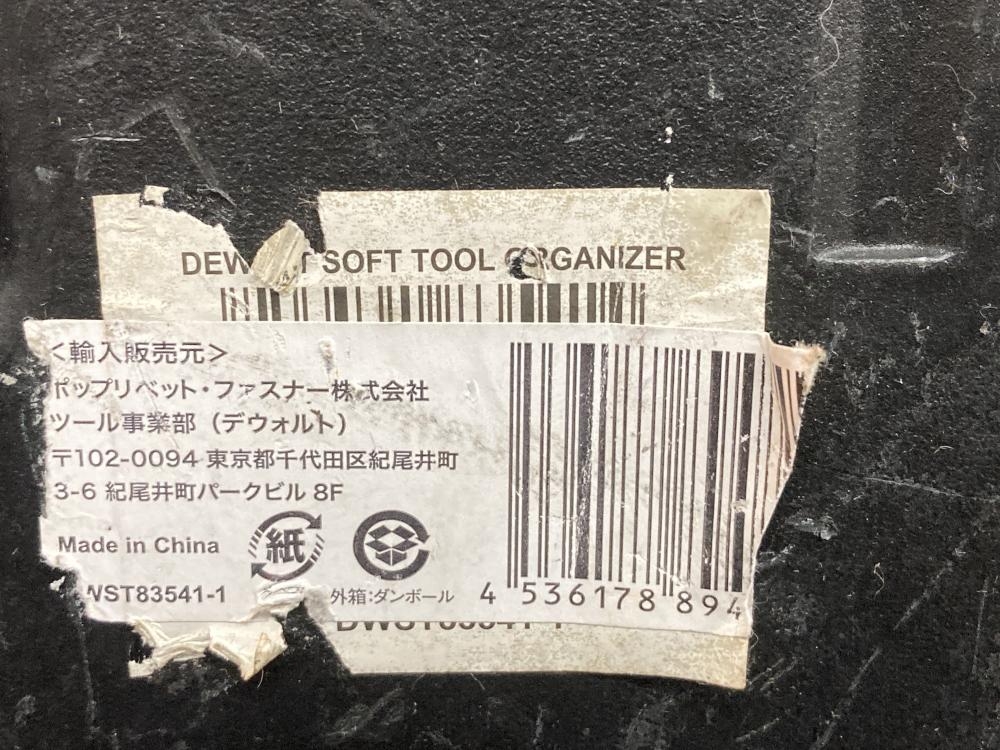 SOFT TOOL ORGANIZER
<輸入販売元>
ポップリベット・ファスナー株式会社
ツール事業部(デウォルト)
〒102-0094 東京都千代田区紀尾井町
3-6 紀尾井町パークビル 8F
Made in China
紙
WST83541-1
外箱:ダンボール
4 536178 894